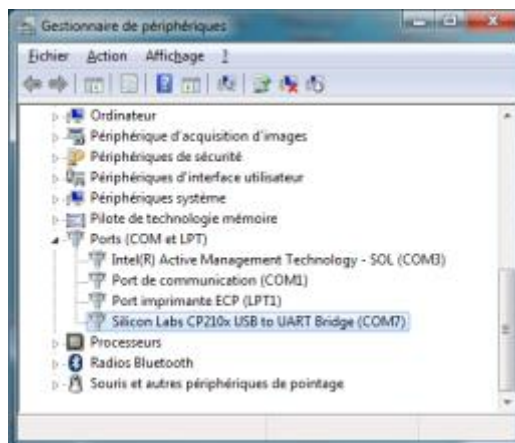 Gestionnaire de périphériques
Fichier Action Affichage ?
Ordinateur
Périphérique d'acquisition d'images
Périphériques de sécurité
Périphériques d'interface utilisateur
Périphériques système
Pilote de technologie mémoire
Ports (COM et LPT)
Intel(R) Active Management Technology - SOL (COM3)
Port de communication (COM1)
Port imprimante ECP (LPT1)
Silicon Labs CP210x USB to UART Bridge (COM7)
Processeurs
Radios Bluetooth
Souris et autres périphériques de pointage